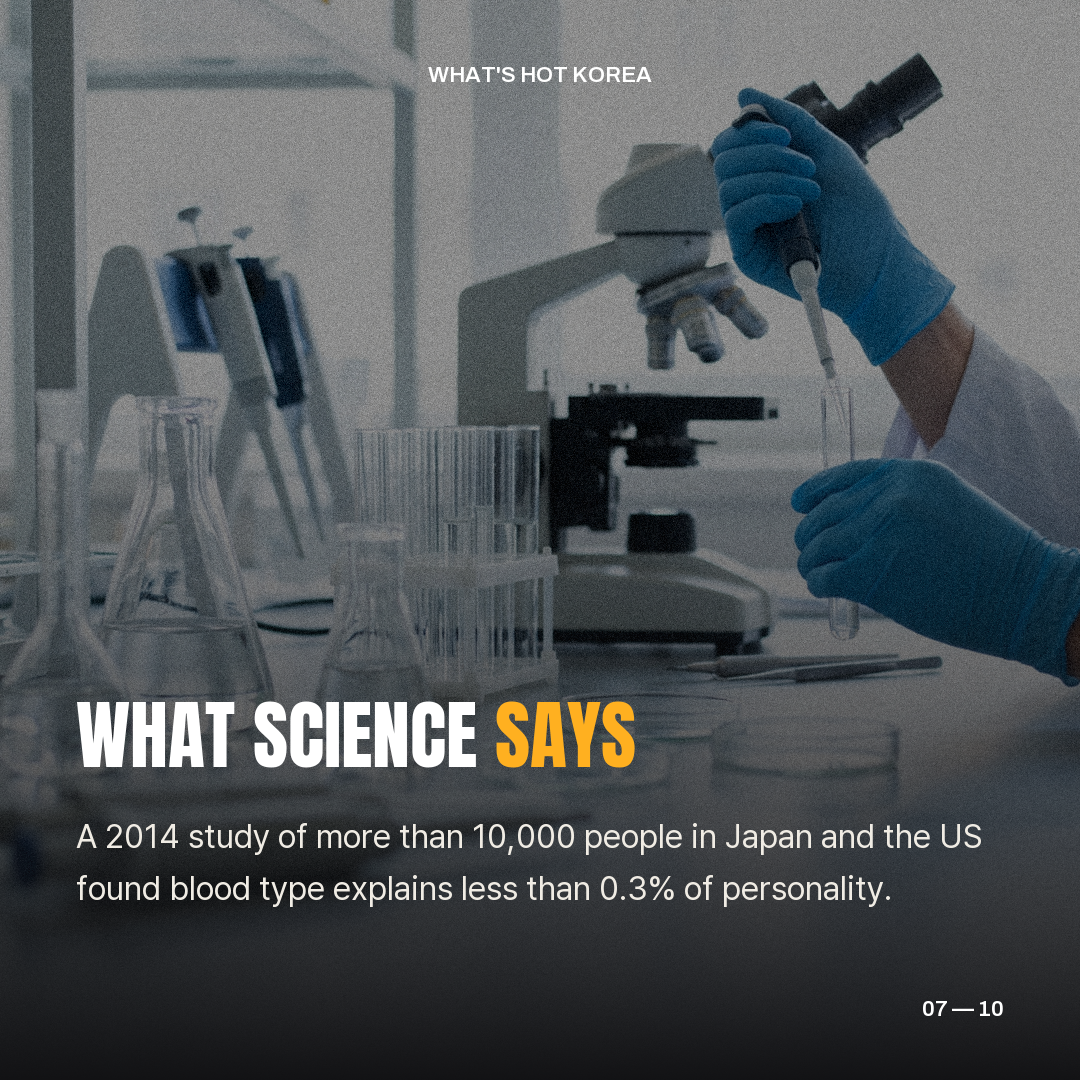 WHAT'S HOT KOREA
WHAT SCIENCE SAYS
A 2014 study of more than 10,000 people in Japan and the US
found blood type explains less than 0.3% of personality.
07 — 10